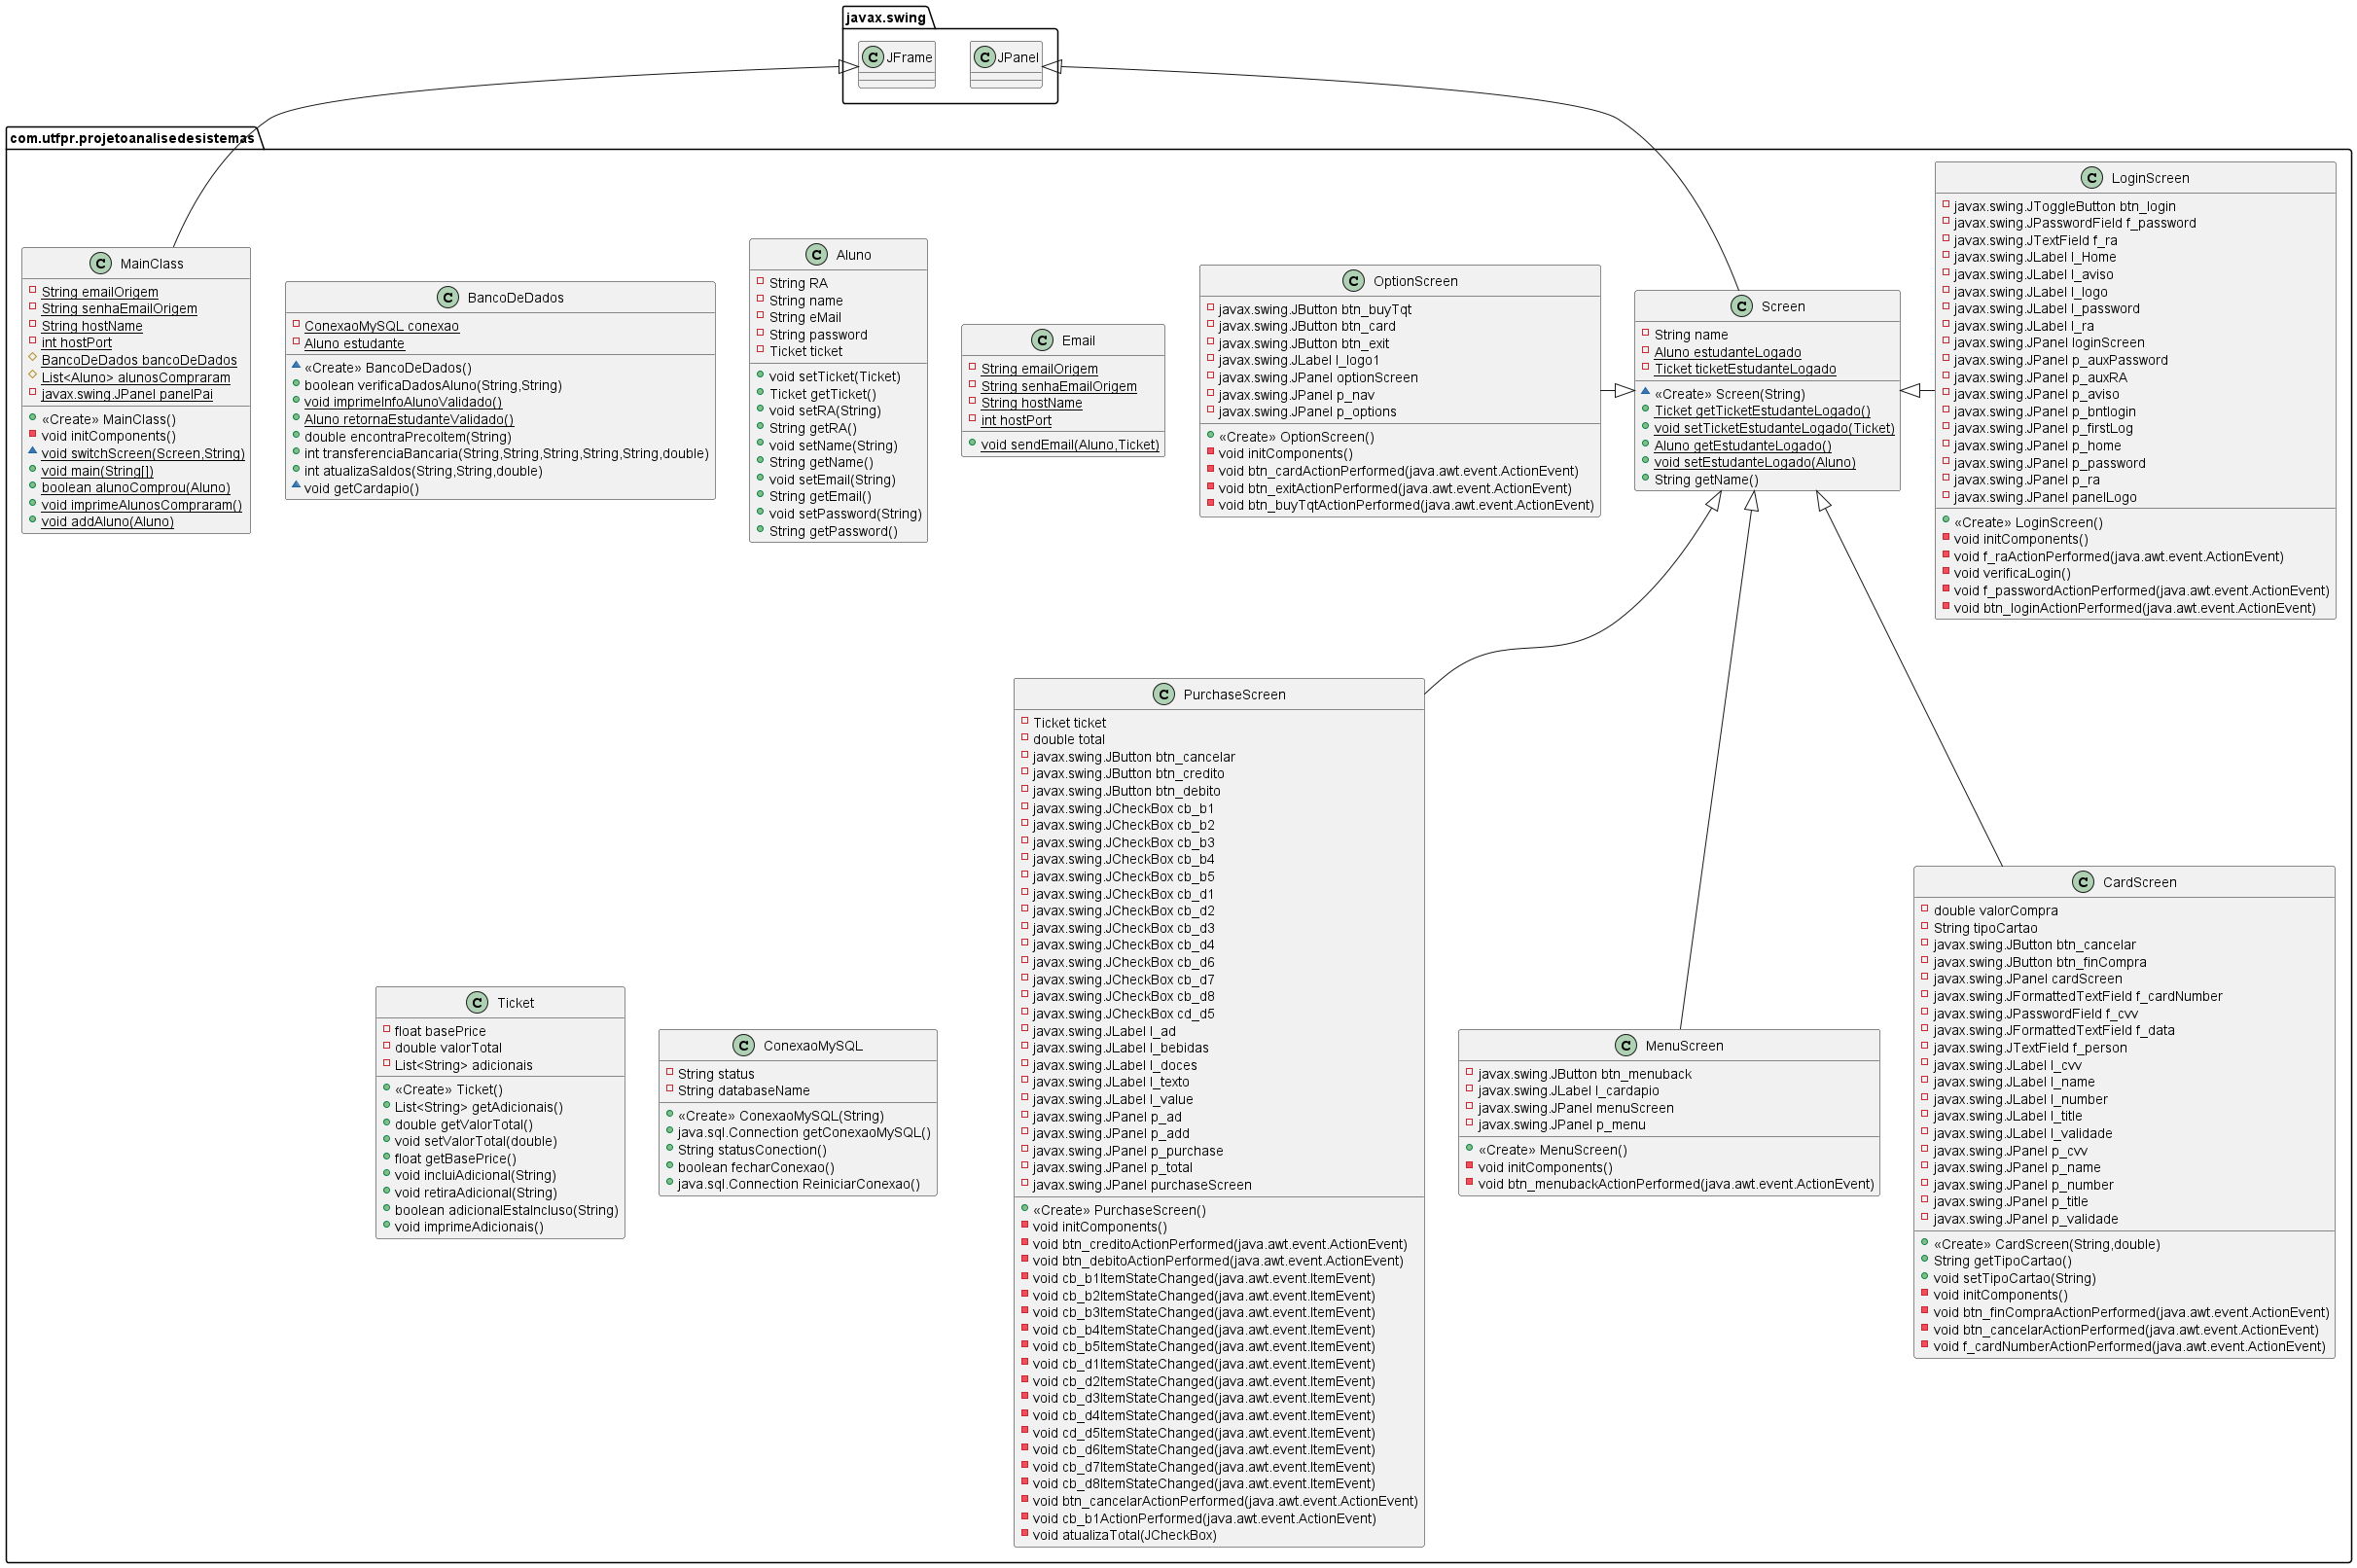 javax.swing
JFrame
JPanel
com.utfpr.projetoanalisedesistemas
MainClass
String emailOrigem
String senhaEmailOrigem
String hostName
int hostPort
BancoDeDados bancoDeDados
List<Aluno> alunosCompraram
javax.swing.JPanel panelPai
«Create» MainClass()
void initComponents()
void switchScreen(Screen,String)
void main(String[])
boolean alunoComprou(Aluno)
void imprimeAlunosCompraram()
void addAluno(Aluno)
BancoDeDados
ConexaoMySQL conexao
Aluno estudante
«Create» BancoDeDados()
boolean verificaDadosAluno(String,String)
void imprimeInfoAlunoValidado()
Aluno retornaEstudanteValidado()
double encontraPrecoItem(String)
int transferenciaBancaria(String,String,String,String,String,double)
int atualizaSaldos(String,String,double)
void getCardapio()
Aluno
String RA
String name
String eMail
String password
Ticket ticket
void setTicket(Ticket)
Ticket getTicket()
void setRA(String)
String getRA()
void setName(String)
String getName()
void setEmail(String)
String getEmail()
void setPassword(String)
String getPassword()
Email
String emailOrigem
String senhaEmailOrigem
String hostName
int hostPort
void sendEmail(Aluno,Ticket)
OptionScreen
javax.swing.JButton btn_buyTqt
javax.swing.JButton btn_card
javax.swing.JButton btn_exit
javax.swing.JLabel l_logo1
javax.swing.JPanel optionScreen
javax.swing.JPanel p_nav
javax.swing.JPanel p_options
«Create» OptionScreen()
void initComponents()
void btn_cardActionPerformed(java.awt.event.ActionEvent)
void btn_exitActionPerformed(java.awt.event.ActionEvent)
void btn_buyTqtActionPerformed(java.awt.event.ActionEvent)
Screen
String name
Aluno estudanteLogado
Ticket ticketEstudanteLogado
«Create» Screen(String)
Ticket getTicketEstudanteLogado()
void setTicketEstudanteLogado(Ticket)
Aluno getEstudanteLogado()
void setEstudanteLogado(Aluno)
String getName()
LoginScreen
javax.swing.JToggleButton btn_login
javax.swing.JPasswordField f_password
javax.swing.JTextField f_ra
javax.swing.JLabel l_Home
javax.swing.JLabel l_aviso
javax.swing.JLabel l_logo
javax.swing.JLabel l_password
javax.swing.JLabel l_ra
javax.swing.JPanel loginScreen
javax.swing.JPanel p_auxPassword
javax.swing.JPanel p_auxRA
javax.swing.JPanel p_aviso
javax.swing.JPanel p_bntlogin
javax.swing.JPanel p_firstLog
javax.swing.JPanel p_home
javax.swing.JPanel p_password
javax.swing.JPanel p_ra
javax.swing.JPanel panelLogo
«Create» LoginScreen()
void initComponents()
void f_raActionPerformed(java.awt.event.ActionEvent)
void verificaLogin()
void f_passwordActionPerformed(java.awt.event.ActionEvent)
void btn_loginActionPerformed(java.awt.event.ActionEvent)
Ticket
float basePrice
double valorTotal
List<String> adicionais
«Create» Ticket()
List<String> getAdicionais()
double getValorTotal()
void setValorTotal(double)
float getBasePrice()
void incluiAdicional(String)
void retiraAdicional(String)
boolean adicionalEstaIncluso(String)
void imprimeAdicionais()
ConexaoMySQL
String status
String databaseName
«Create» ConexaoMySQL(String)
java.sql.Connection getConexaoMySQL()
String statusConection()
boolean fecharConexao()
java.sql.Connection ReiniciarConexao()
PurchaseScreen
Ticket ticket
double total
javax.swing.JButton btn_cancelar
javax.swing.JButton btn_credito
javax.swing.JButton btn_debito
javax.swing.JCheckBox cb_b1
javax.swing.JCheckBox cb_b2
javax.swing.JCheckBox cb_b3
javax.swing.JCheckBox cb_b4
javax.swing.JCheckBox cb_b5
javax.swing.JCheckBox cb_d1
javax.swing.JCheckBox cb_d2
javax.swing.JCheckBox cb_d3
javax.swing.JCheckBox cb_d4
javax.swing.JCheckBox cb_d6
javax.swing.JCheckBox cb_d7
javax.swing.JCheckBox cb_d8
javax.swing.JCheckBox cd_d5
javax.swing.JLabel l_ad
javax.swing.JLabel l_bebidas
javax.swing.JLabel l_doces
javax.swing.JLabel l_texto
javax.swing.JLabel l_value
javax.swing.JPanel p_ad
javax.swing.JPanel p_add
javax.swing.JPanel p_purchase
javax.swing.JPanel p_total
javax.swing.JPanel purchaseScreen
«Create» PurchaseScreen()
void initComponents()
void btn_creditoActionPerformed(java.awt.event.ActionEvent)
void btn_debitoActionPerformed(java.awt.event.ActionEvent)
void cb_b1ItemStateChanged(java.awt.event.ItemEvent)
void cb_b2ItemStateChanged(java.awt.event.ItemEvent)
void cb_b3ItemStateChanged(java.awt.event.ItemEvent)
void cb_b4ItemStateChanged(java.awt.event.ItemEvent)
void cb_b5ItemStateChanged(java.awt.event.ItemEvent)
void cb_d1ItemStateChanged(java.awt.event.ItemEvent)
void cb_d2ItemStateChanged(java.awt.event.ItemEvent)
void cb_d3ItemStateChanged(java.awt.event.ItemEvent)
void cb_d4ItemStateChanged(java.awt.event.ItemEvent)
void cd_d5ItemStateChanged(java.awt.event.ItemEvent)
void cb_d6ItemStateChanged(java.awt.event.ItemEvent)
void cb_d7ItemStateChanged(java.awt.event.ItemEvent)
void cb_d8ItemStateChanged(java.awt.event.ItemEvent)
void btn_cancelarActionPerformed(java.awt.event.ActionEvent)
void cb_b1ActionPerformed(java.awt.event.ActionEvent)
void atualizaTotal(JCheckBox)
MenuScreen
javax.swing.JButton btn_menuback
javax.swing.JLabel l_cardapio
javax.swing.JPanel menuScreen
javax.swing.JPanel p_menu
«Create» MenuScreen()
void initComponents()
void btn_menubackActionPerformed(java.awt.event.ActionEvent)
CardScreen
double valorCompra
String tipoCartao
javax.swing.JButton btn_cancelar
javax.swing.JButton btn_finCompra
javax.swing.JPanel cardScreen
javax.swing.JFormattedTextField f_cardNumber
javax.swing.JPasswordField f_cvv
javax.swing.JFormattedTextField f_data
javax.swing.JTextField f_person
javax.swing.JLabel l_cvv
javax.swing.JLabel l_name
javax.swing.JLabel l_number
javax.swing.JLabel l_title
javax.swing.JLabel l_validade
javax.swing.JPanel p_cvv
javax.swing.JPanel p_name
javax.swing.JPanel p_number
javax.swing.JPanel p_title
javax.swing.JPanel p_validade
«Create» CardScreen(String,double)
String getTipoCartao()
void setTipoCartao(String)
void initComponents()
void btn_finCompraActionPerformed(java.awt.event.ActionEvent)
void btn_cancelarActionPerformed(java.awt.event.ActionEvent)
void f_cardNumberActionPerformed(java.awt.event.ActionEvent)